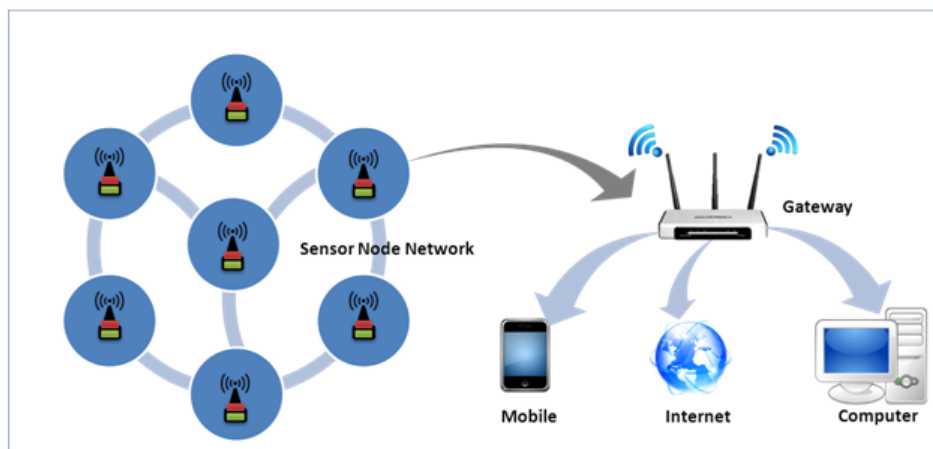 Sensor Node Network
Gateway
Mobile
Internet
Computer